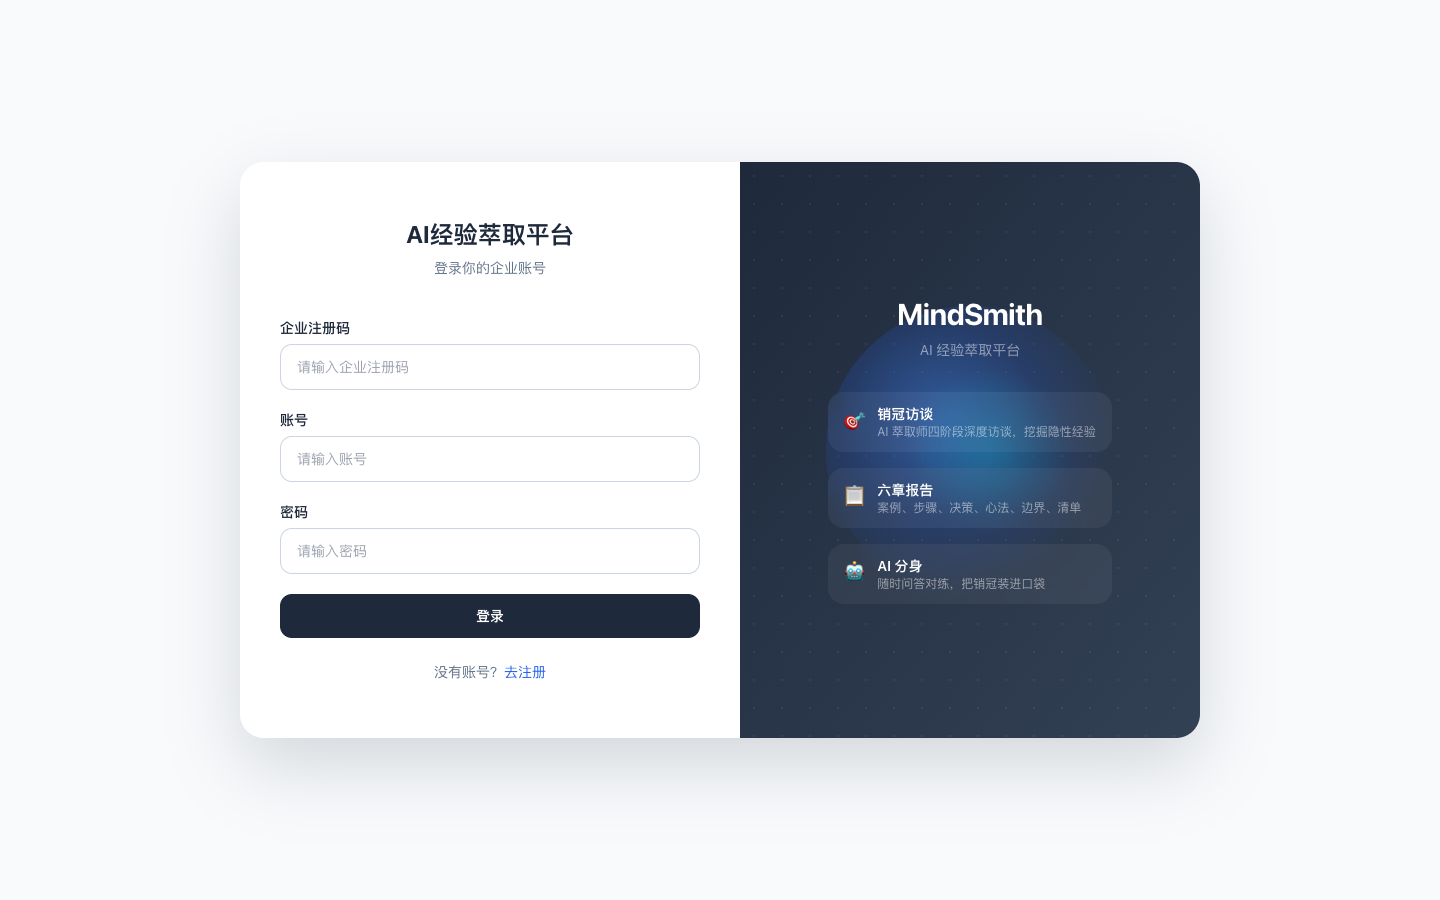 AI经验萃取平台
登录你的企业账号
企业注册码
请输入企业注册码
账号
请输入账号
密码
请输入密码
登录
没有账号? 去注册
MindSmith
AI 经验萃取平台
销冠访谈
AI 萃取师四阶段深度访谈，挖掘隐性经验
六章报告
案例、步骤、决策、心法、边界、清单
AI 分身
随时问答对练，把销冠装进口袋